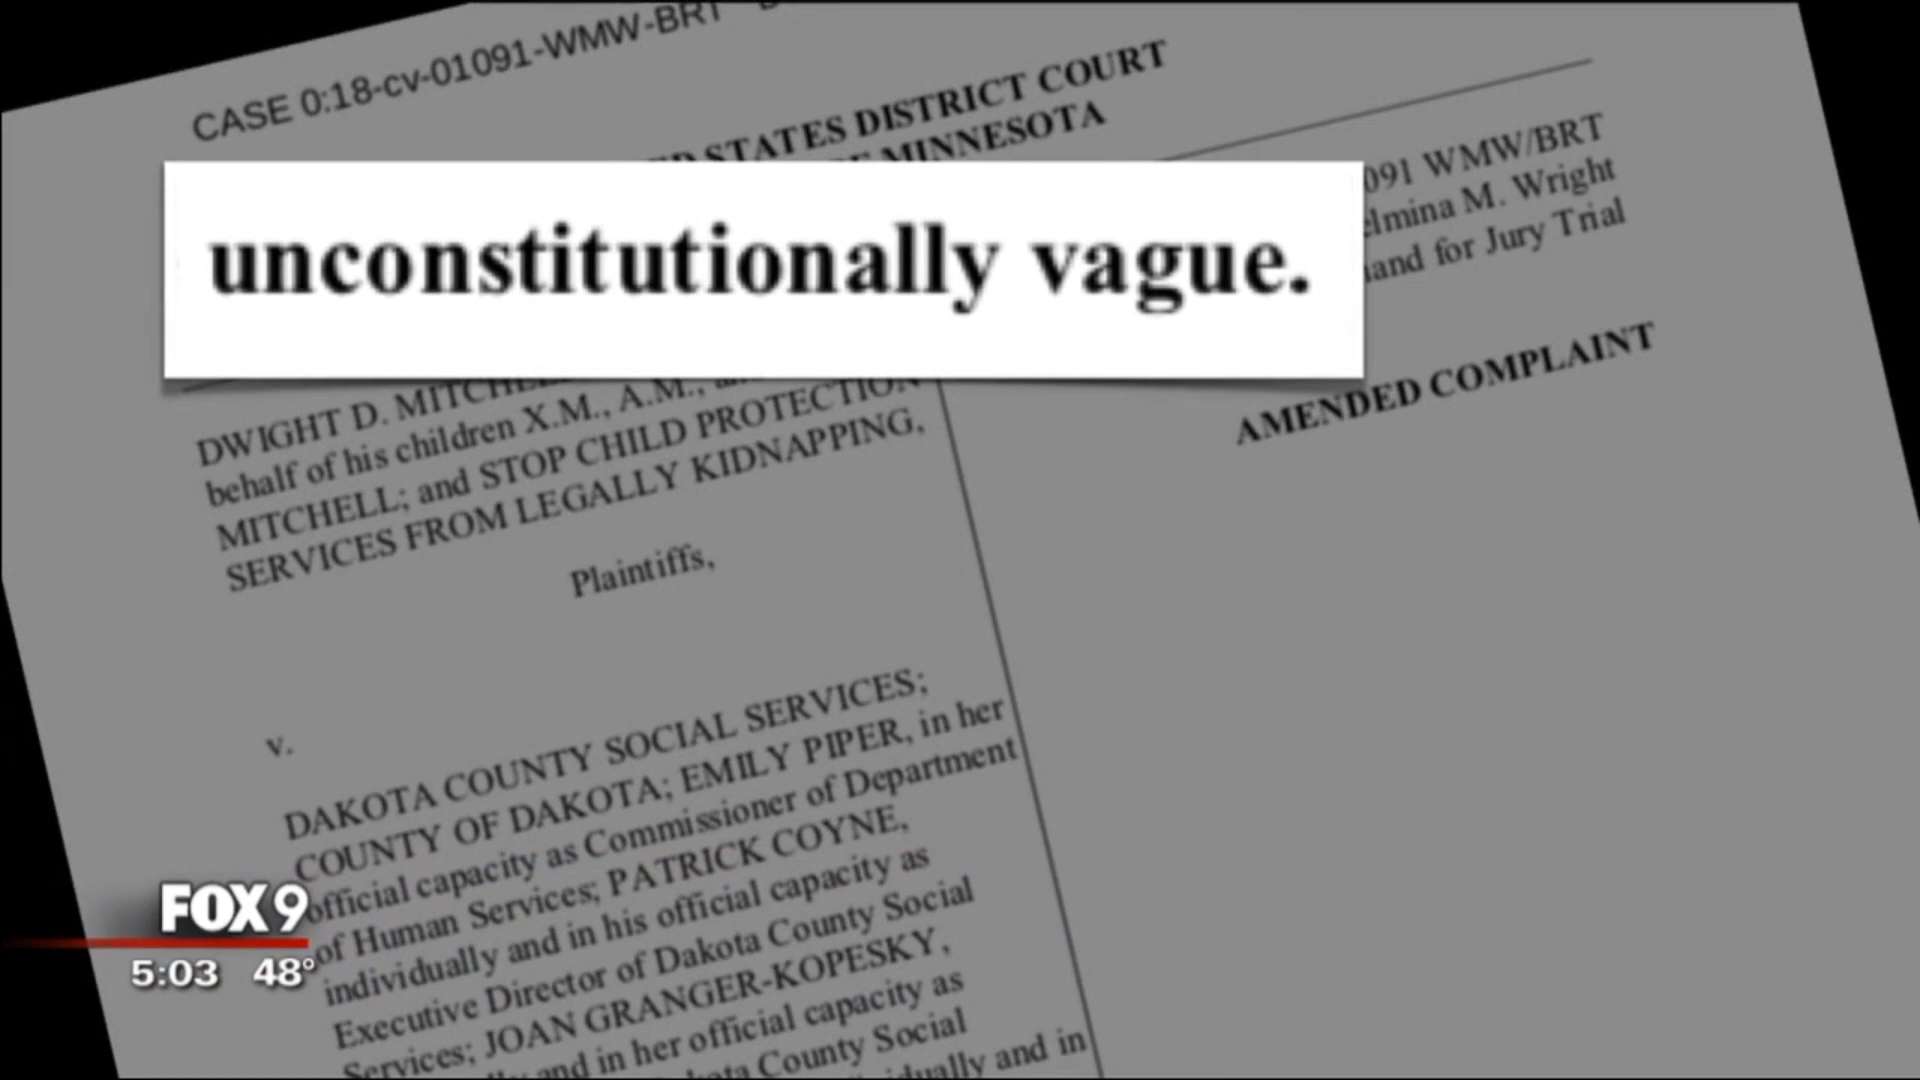 CASE 0:18-cv-01091-WMW-BRT
STATES DISTRICT COURT
MINNESOTA
091 WMW/BRT
M. Wright
for Jury Trial
unconstitutionally vague.
AMENDED COMPLAINT
DWIGHT D.
behalf of his children X.M., A.M.,
MITCHELL; and STOP CHILD PROTECTION
SERVICES FROM LEGALLY KIDNAPPING,
Plaintiffs,
v.
DAKOTA COUNTY SOCIAL SERVICES;
COUNTY OF DAKOTA; EMILY PIPER, in her
official capacity as Commissioner of Department
of Human Services; PATRICK COYNE,
individually and in his official capacity as
Executive Director of Dakota County Social
Services; JOAN GRANGER-KOPESKY,
and in her official capacity as
County Social
and in
FOX 9
5:03 48°